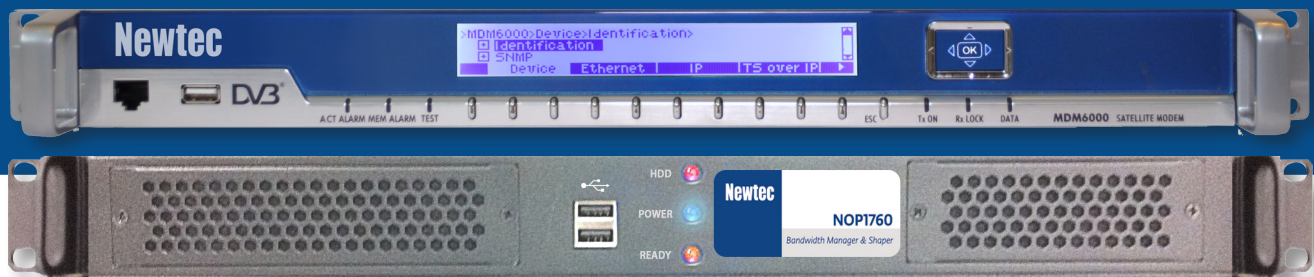 Newtec
>MDM6000>Device>Identification>
Identification
SNMP
Device Ethernet IP TS over IP
OK
DVB
ACT ALARM MEM ALARM TEST
ESC
Tx ON Rx LOCK DATA
MDM6000 SATELLITE MODEM
HDD
POWER
READY
Newtec
NOP1760
Bandwidth Manager & Shaper